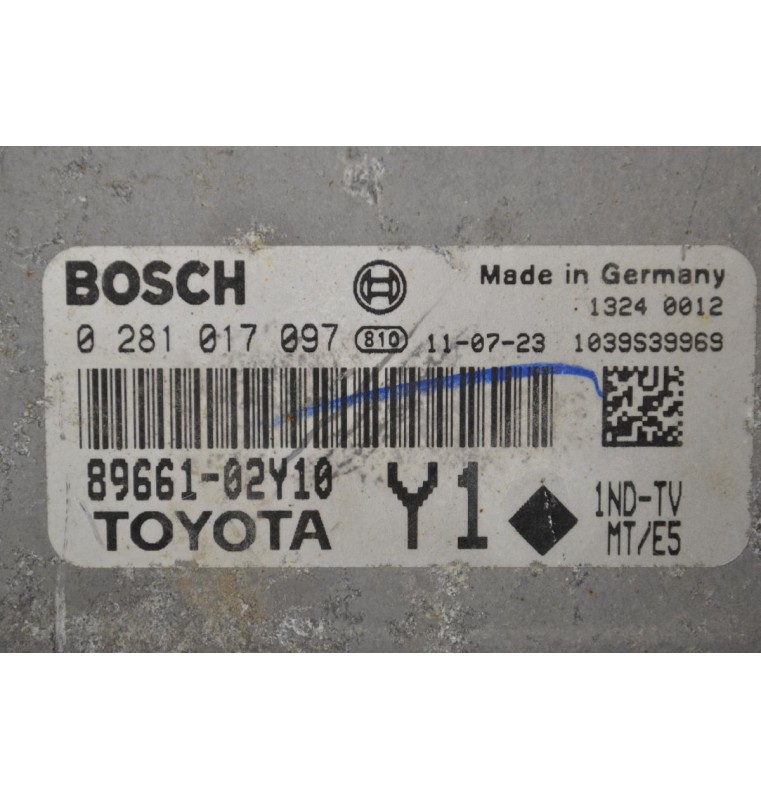 BOSCH
Made in Germany
1324 0012
0 281 017 097 810 11-07-23 1039S39969
89661-02Y10
TOYOTA
Y1
1ND-TV
MT/E5